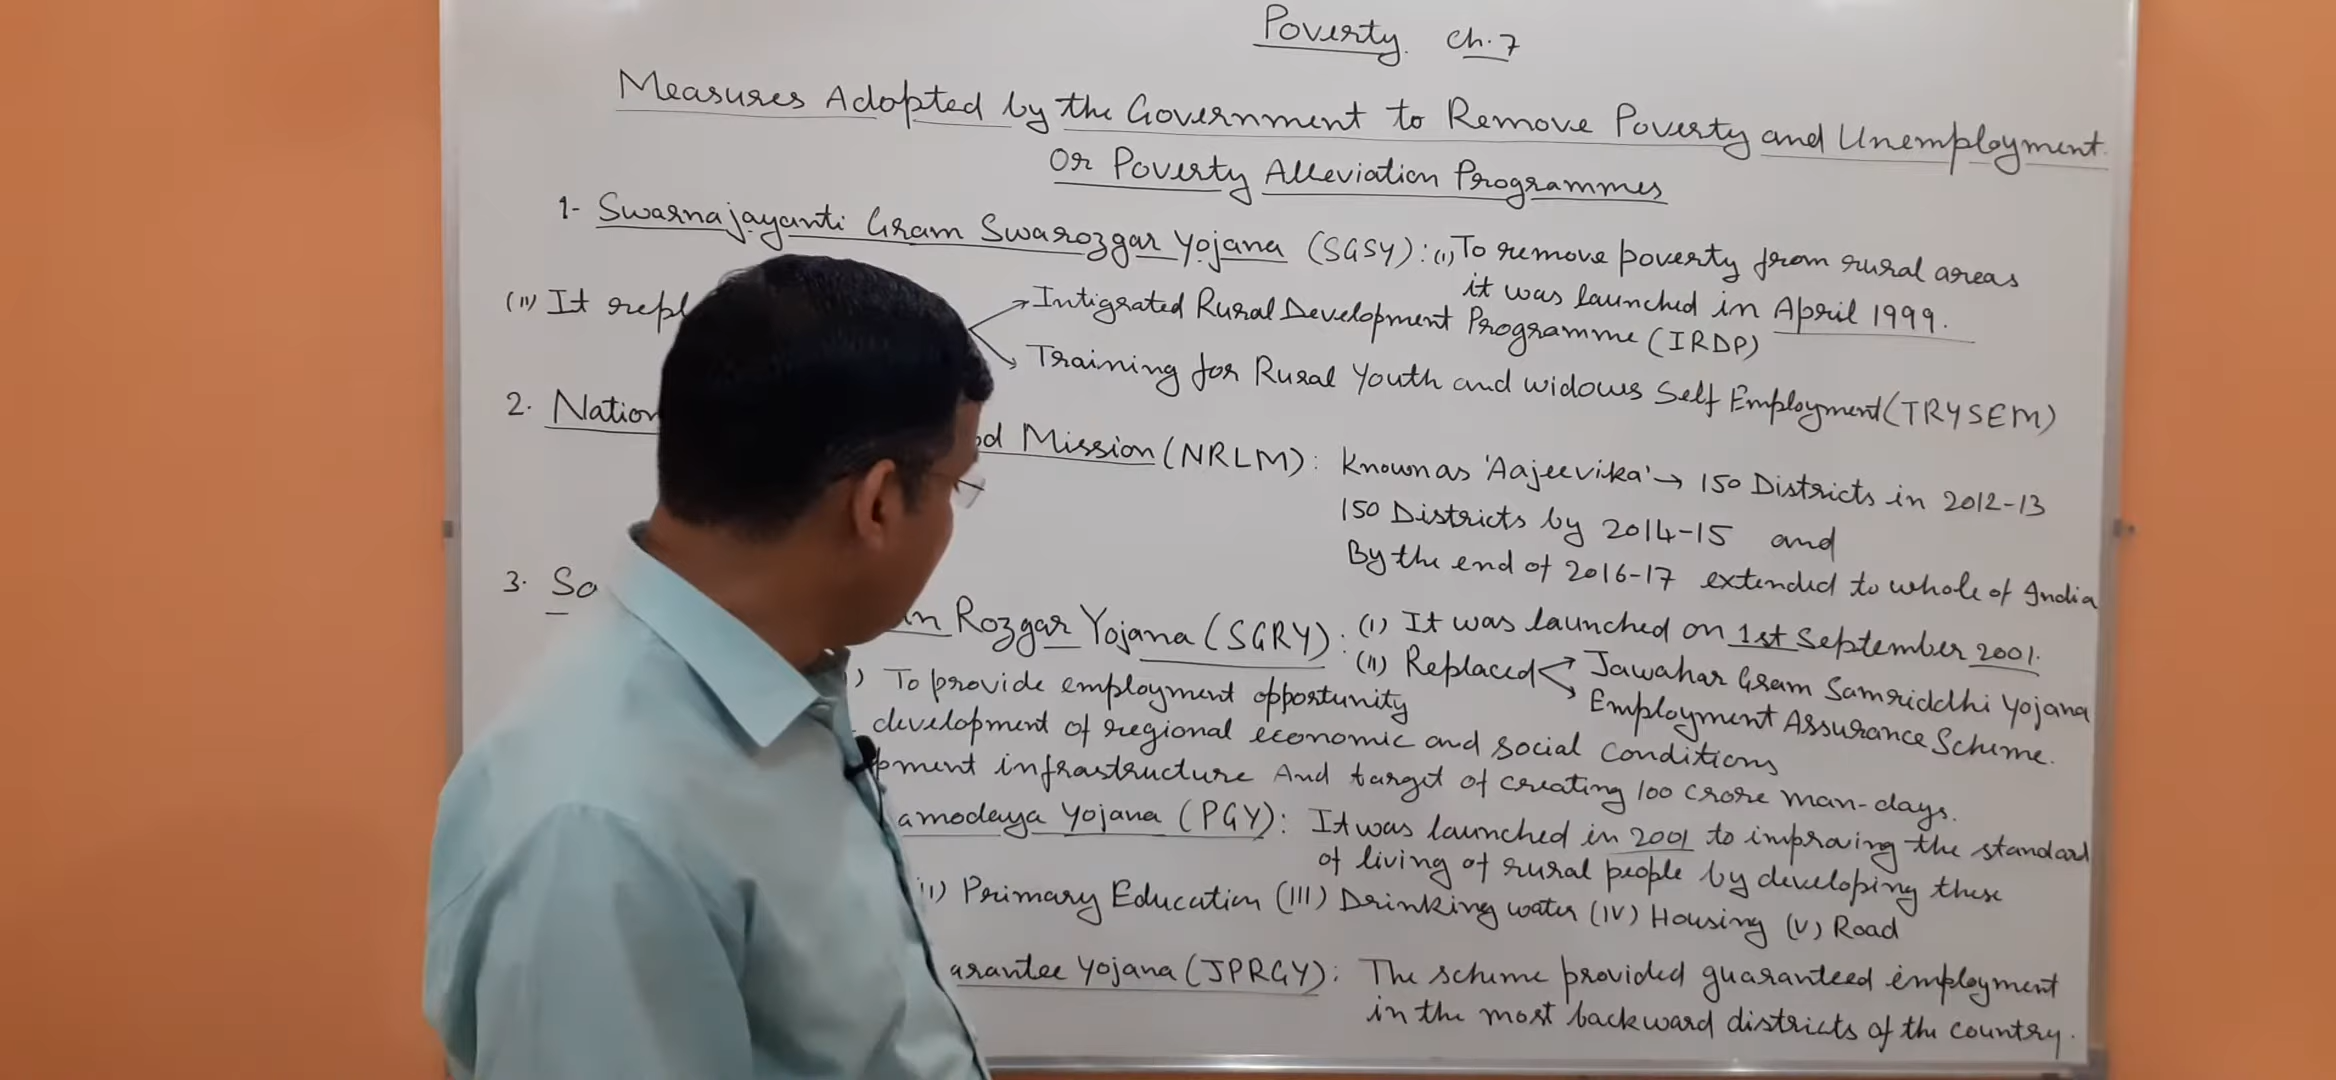 Poverty. Ch.7
Measures Adopted by the Government to Remove Poverty and Unemployment.
Or Poverty Alleviation Programmes
1- Swarnajayanti Gram Swarozgar Yojana (SGSY): (i) To remove poverty from rural areas
it was launched in April 1999.
(II) It repl
Intigrated Rural Development Programme (IRDP)
Training for Rural Youth and widows Self Employment (TRYSEM)
2. Nation od Mission (NRLM): Known as 'Aajeevika' → 150 Districts in 2012-13
150 Districts by 2014-15 and
By the end of 2016-17 extended to whole of India
3. Sa in Rozgar Yojana (SGRY): (I) It was launched on 1st September 2001.
(II) Replaced Jawahar Gram Samriddhi Yojana
Employment Assurance Scheme.
) To provide employment opportunity
development of regional economic and social conditions
pment infrastructure And target of creating 100 crore man-days.
amodaya Yojana (PGY): It was launched in 2001 to improving the standard
of living of rural people by developing these
II) Primary Education (III) Drinking water (IV) Housing (V) Road
arantee Yojana (JPRGY): The scheme provided guaranteed employment
in the most backward districts of the country.